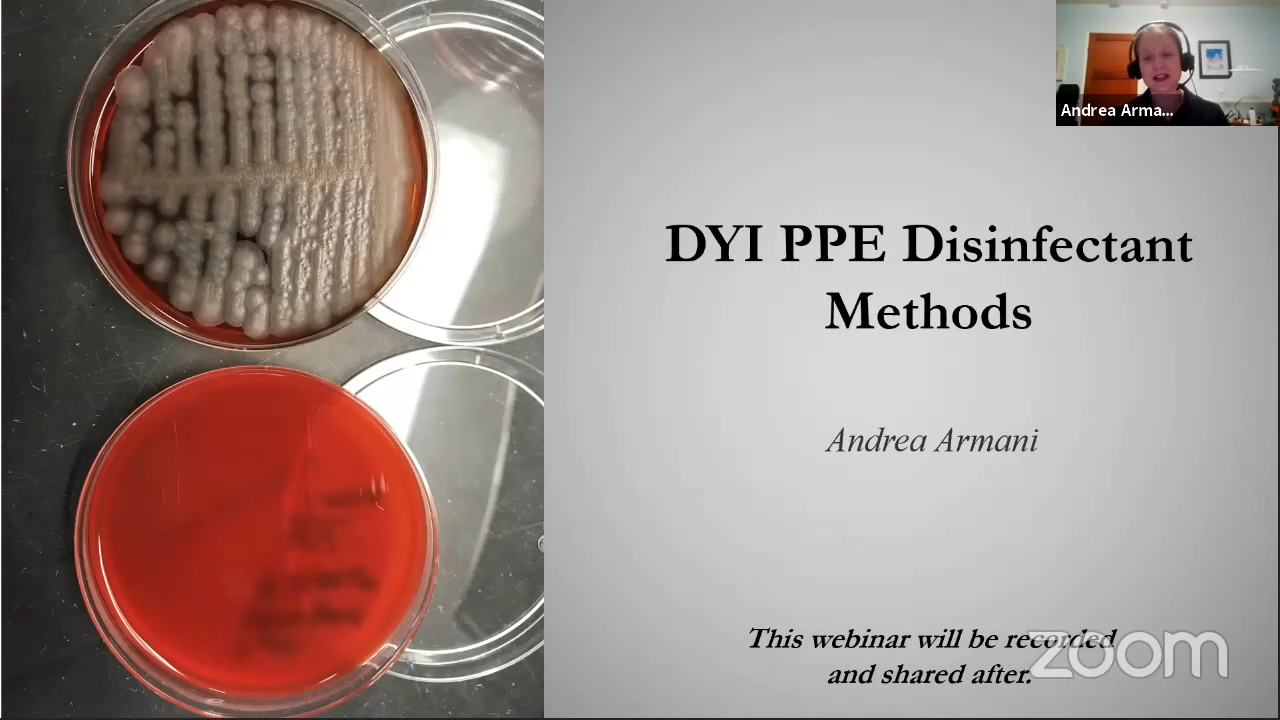 Andrea Arma...
DYI PPE Disinfectant
Methods
Andrea Armani
This webinar will be recorded
and shared after.
zoom